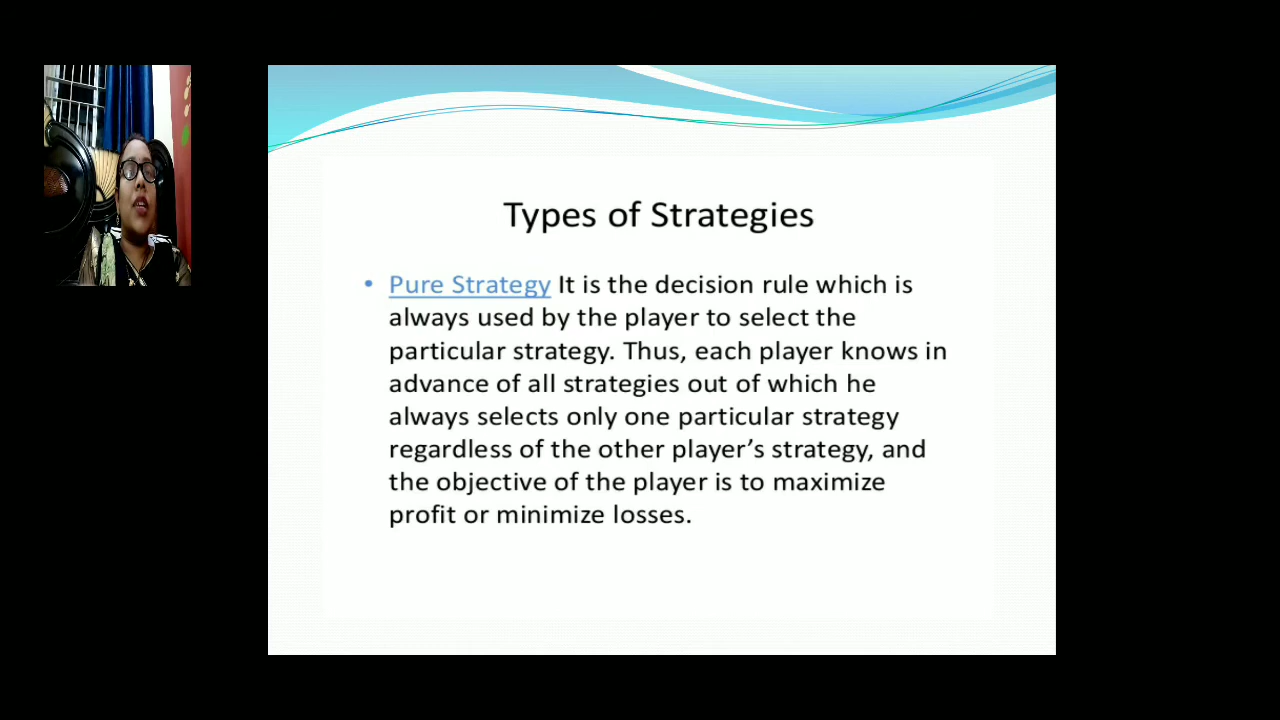 Types of Strategies
• Pure Strategy It is the decision rule which is
always used by the player to select the
particular strategy. Thus, each player knows in
advance of all strategies out of which he
always selects only one particular strategy
regardless of the other player’s strategy, and
the objective of the player is to maximize
profit or minimize losses.